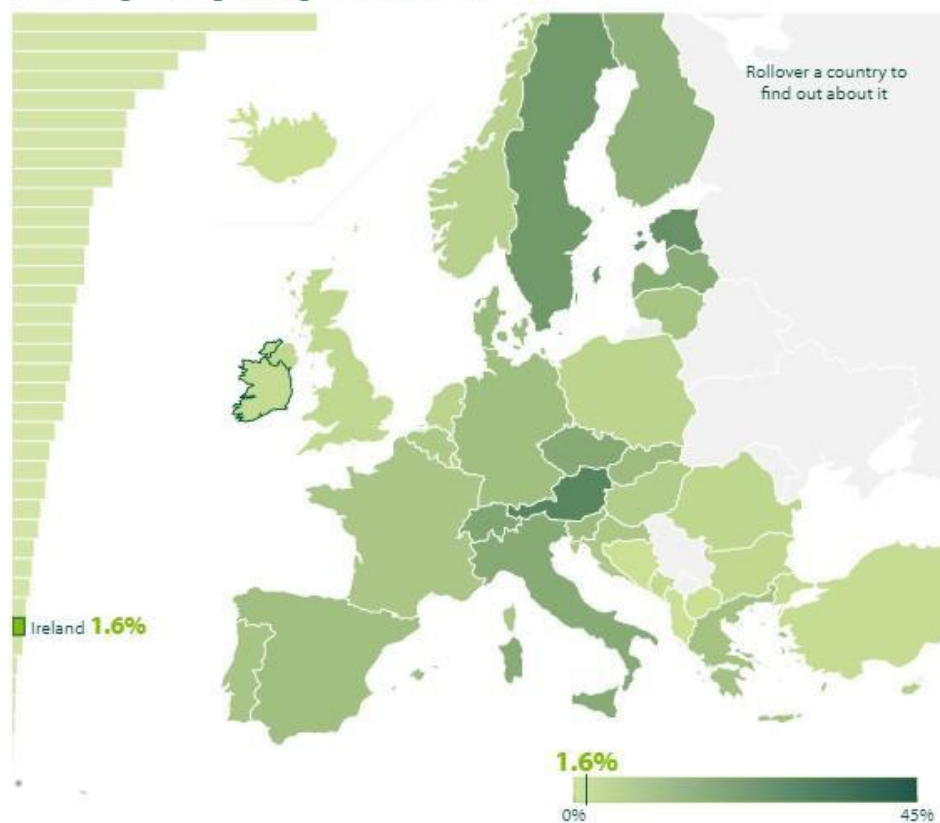 Rollover a country to
find out about it
Ireland 1.6%
1.6%
0%
45%